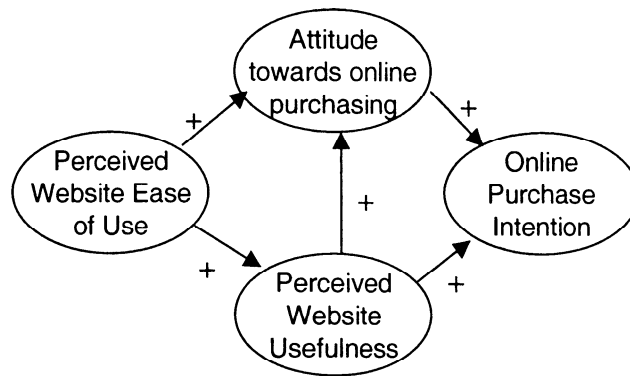 Attitude
towards online
purchasing
+
+
Perceived
Website Ease
of Use
Online
Purchase
Intention
+
+
+
Perceived
Website
Usefulness